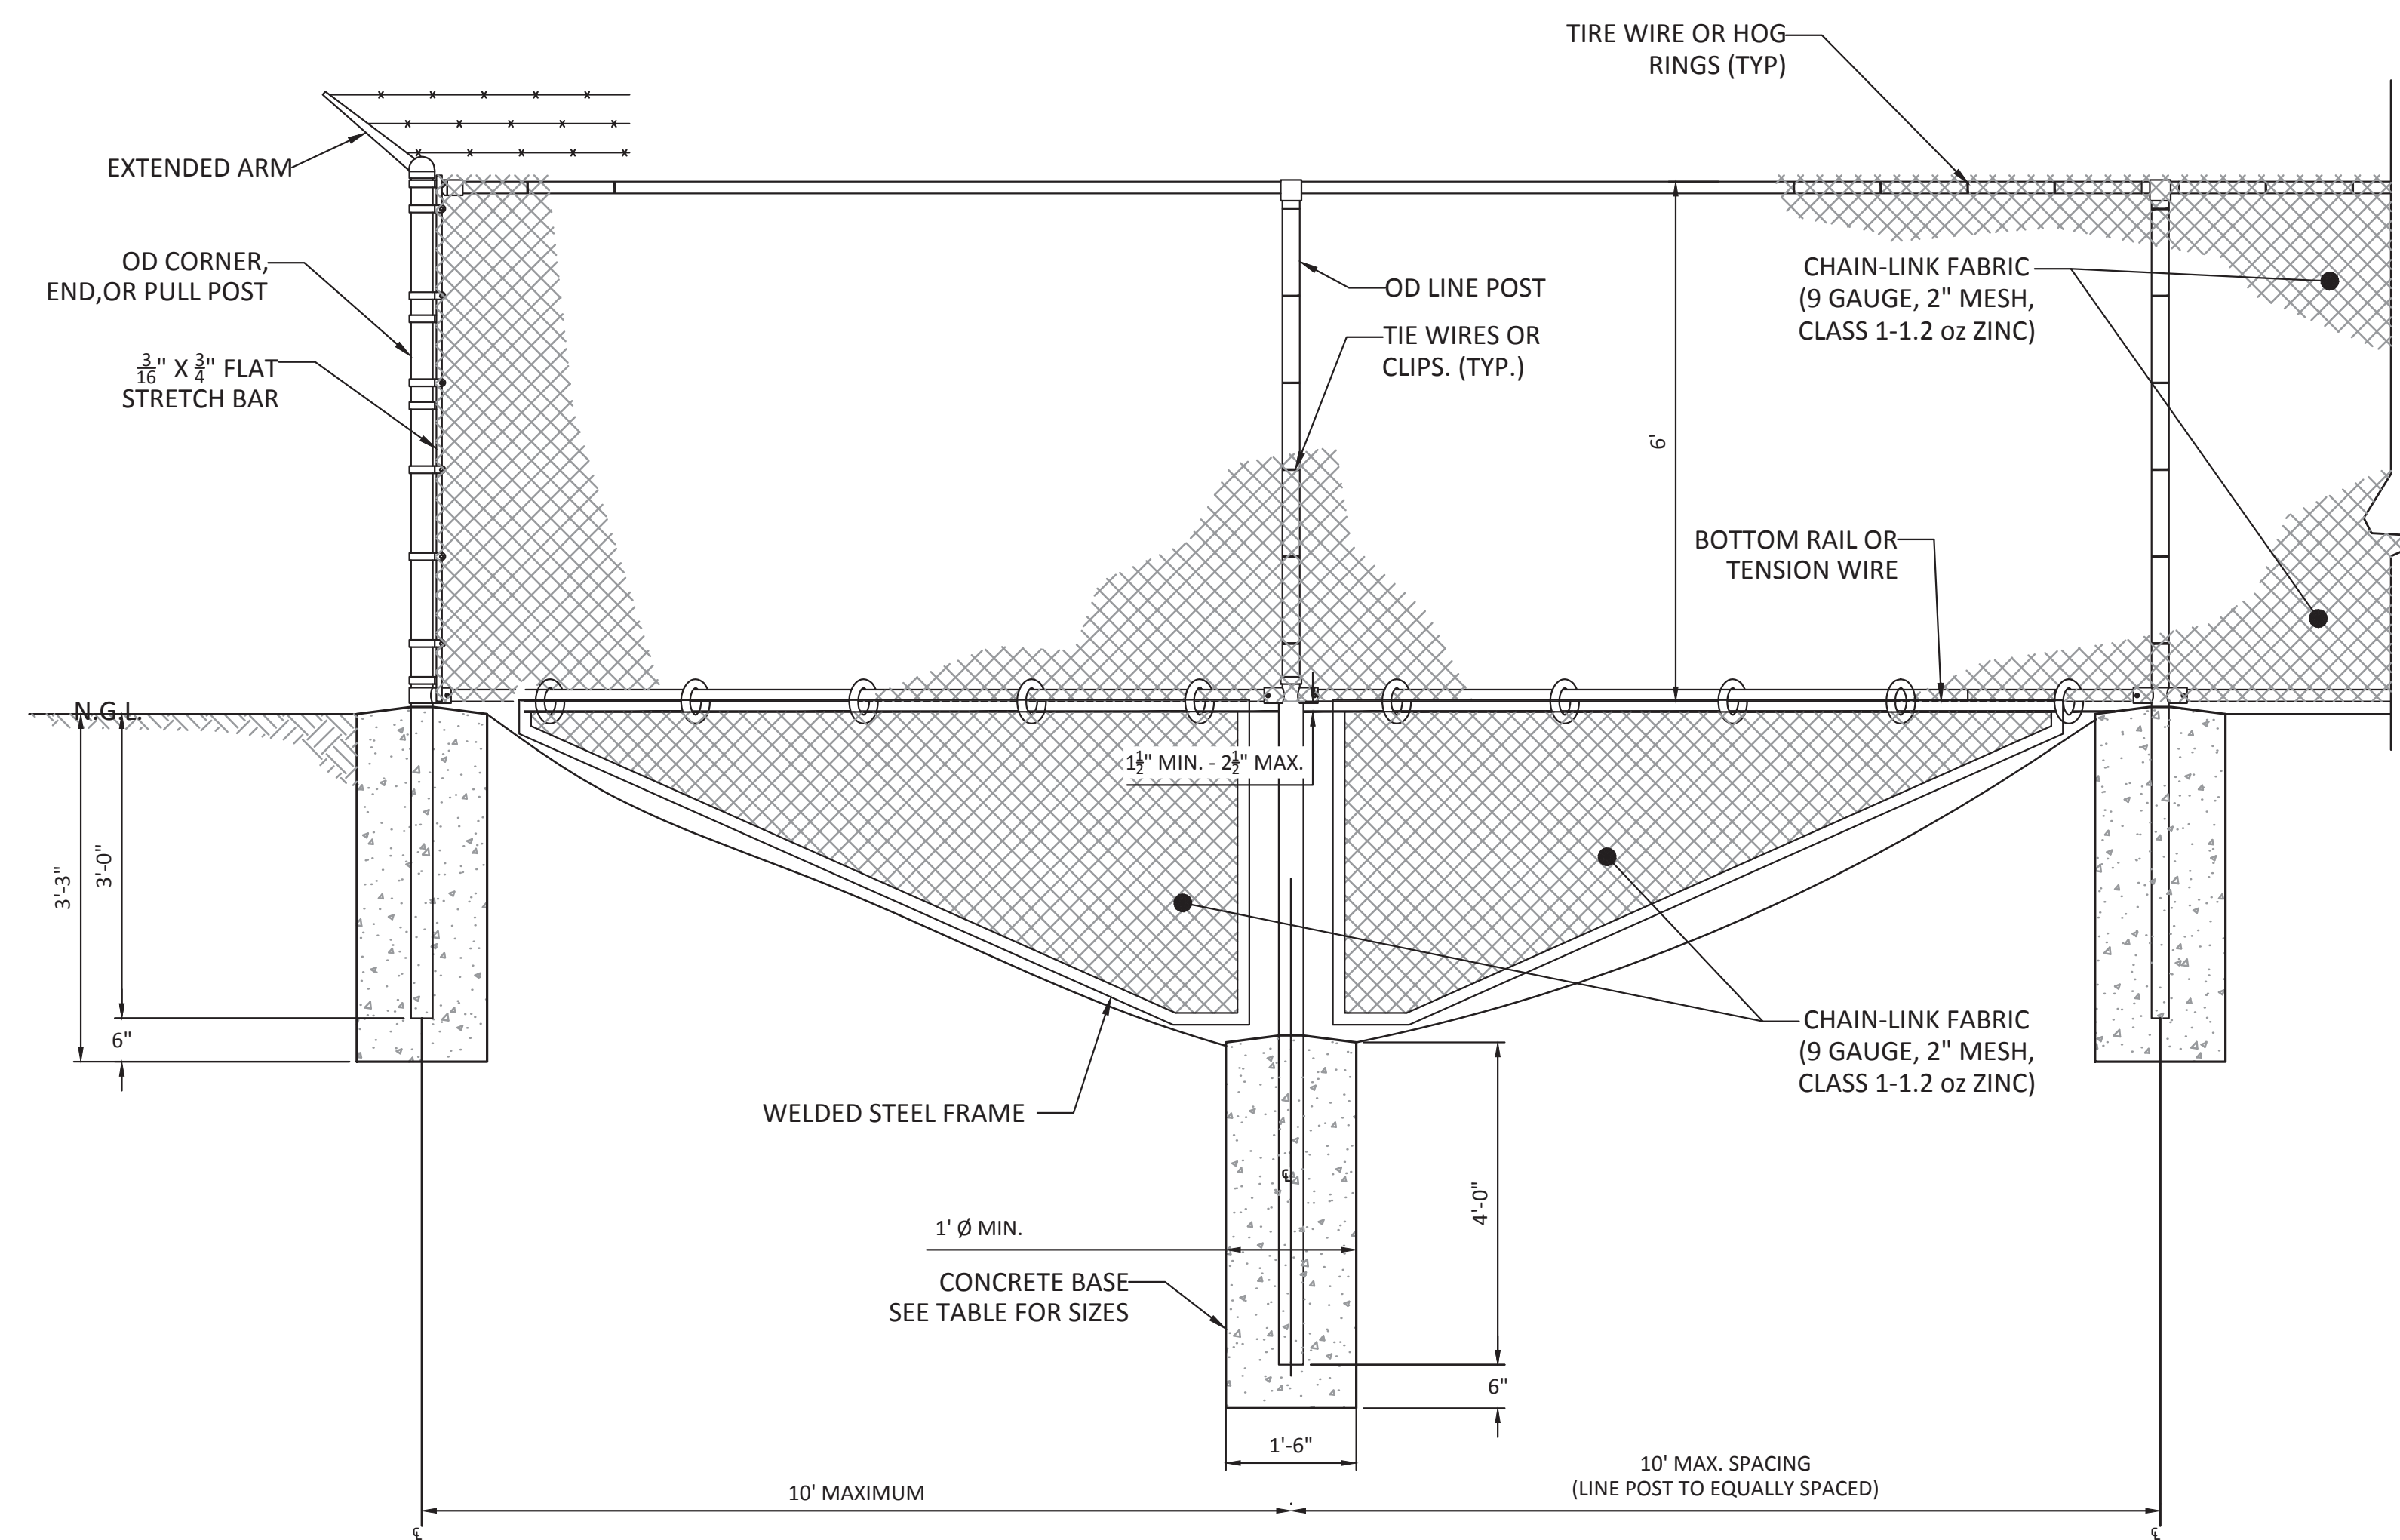 TIRE WIRE OR HOG
RINGS (TYP)
EXTENDED ARM
OD CORNER,
END,OR PULL POST
3/16" X 3/4" FLAT
STRETCH BAR
OD LINE POST
TIE WIRES OR
CLIPS. (TYP.)
6'
CHAIN-LINK FABRIC
(9 GAUGE, 2" MESH,
CLASS 1-1.2 oz ZINC)
BOTTOM RAIL OR
TENSION WIRE
N.G.L.
1 1/2" MIN. - 2 1/2" MAX.
3'-3"
3'-0"
6"
WELDED STEEL FRAME
CHAIN-LINK FABRIC
(9 GAUGE, 2" MESH,
CLASS 1-1.2 oz ZINC)
℄
4'-0"
1' Ø MIN.
CONCRETE BASE
SEE TABLE FOR SIZES
6"
1'-6"
10' MAXIMUM
10' MAX. SPACING
(LINE POST TO EQUALLY SPACED)
℄
℄